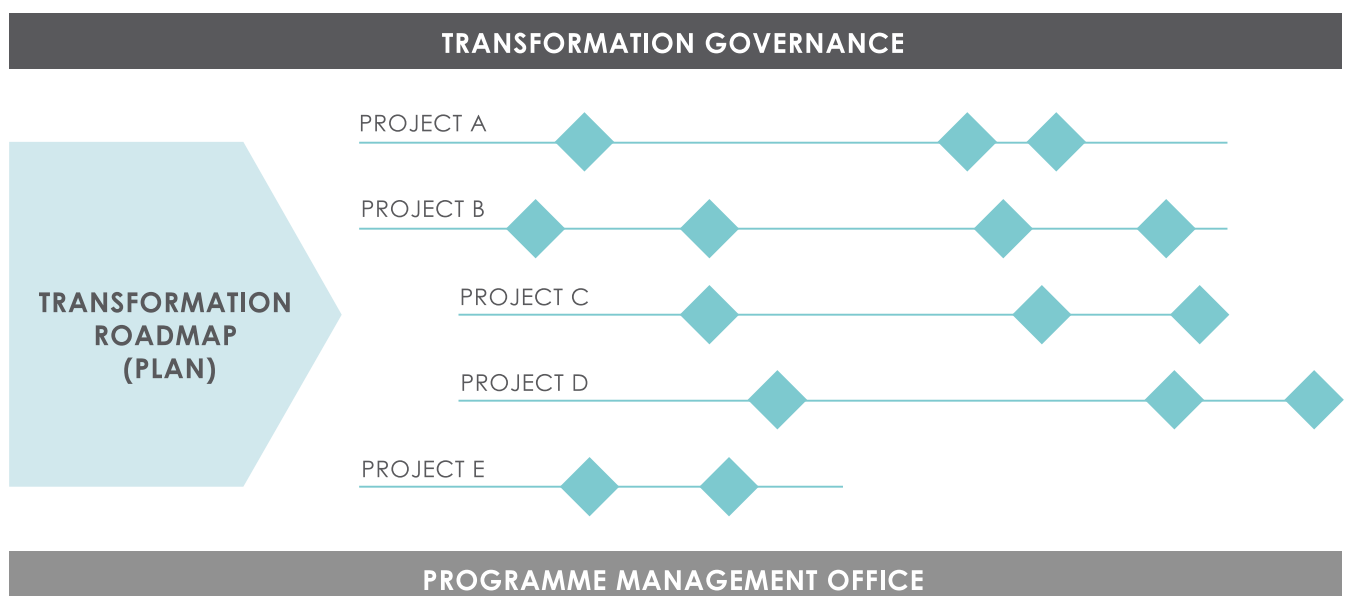 TRANSFORMATION GOVERNANCE
PROJECT A
PROJECT B
TRANSFORMATION
ROADMAP
(PLAN)
PROJECT C
PROJECT D
PROJECT E
PROGRAMME MANAGEMENT OFFICE